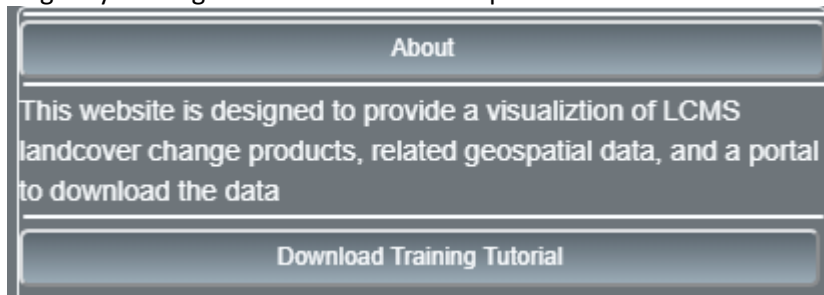 About
This website is designed to provide a visualiztion of LCMS
landcover change products, related geospatial data, and a portal
to download the data
Download Training Tutorial